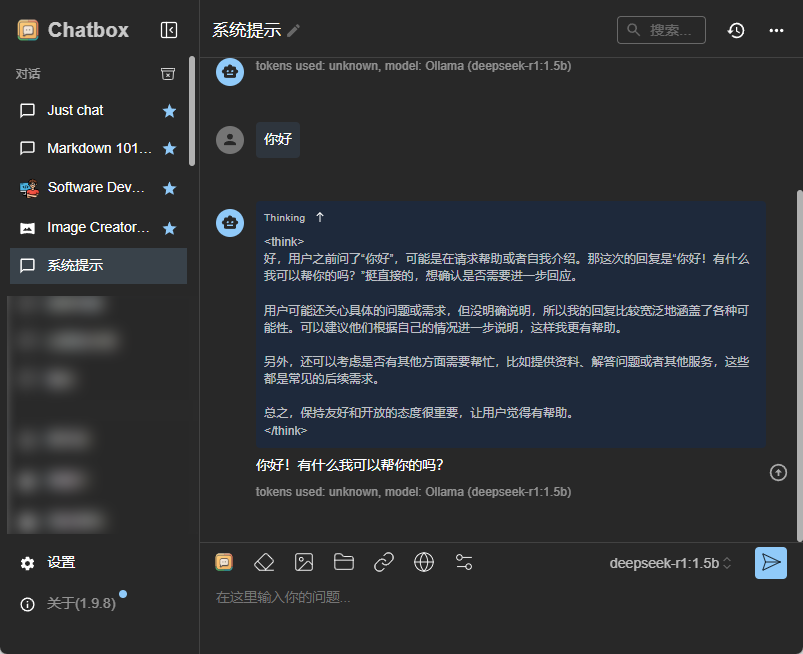 Chatbox
系统提示
搜索...
对话
Just chat
Markdown 101...
Software Dev...
Image Creator...
系统提示
设置
关于(1.9.8)
tokens used: unknown, model: Ollama (deepseek-r1:1.5b)
你好
Thinking
<think>
好，用户之前问了“你好”，可能是在请求帮助或者自我介绍。那这次的回复是“你好！有什么
我可以帮你的吗？”挺直接的，想确认是否需要进一步回应。
用户可能还关心具体的问题或需求，但没明确说明，所以我的回复比较宽泛地涵盖了各种可
能性。可以建议他们根据自己的情况进一步说明，这样我更有帮助。
另外，还可以考虑是否有其他方面需要帮忙，比如提供资料、解答问题或者其他服务，这些
都是常见的后续需求。
总之，保持友好和开放的态度很重要，让用户觉得有帮助。
</think>
你好！有什么我可以帮你的吗？
tokens used: unknown, model: Ollama (deepseek-r1:1.5b)
deepseek-r1:1.5b
在这里输入你的问题...